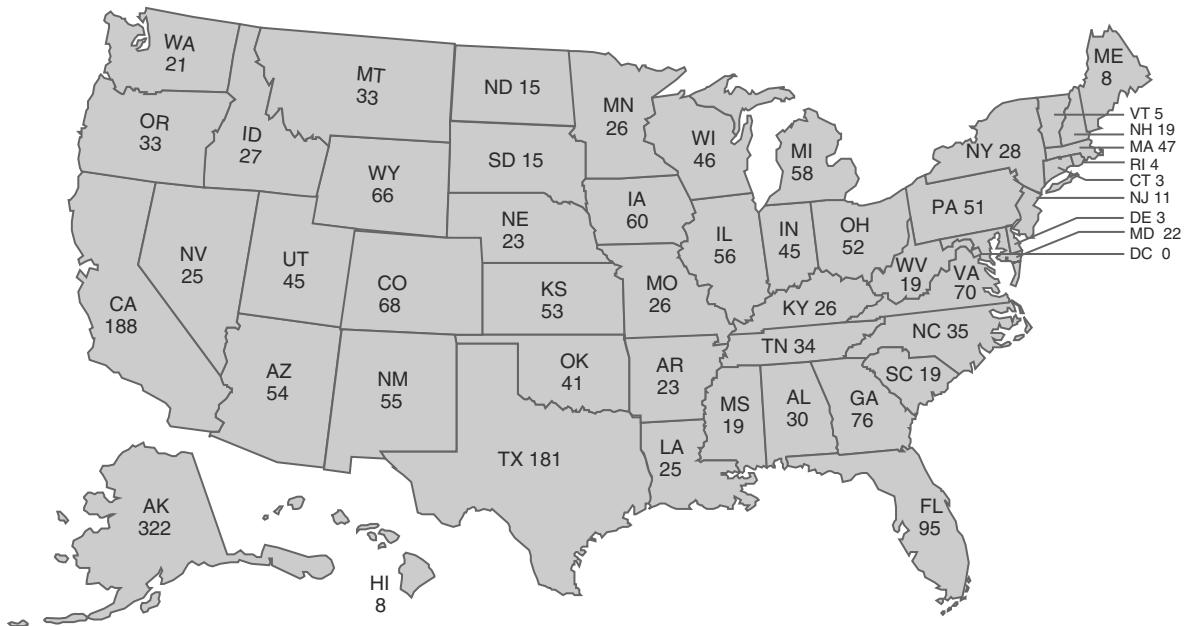 WA
21
MT
33
ND 15
MN
26
ME
8
VT 5
NH 19
MA 47
RI 4
CT 3
NJ 11
DE 3
MD 22
DC 0
OR
33
ID
27
WY
66
SD 15
WI
46
MI
58
NY 28
PA 51
NV
25
UT
45
CO
68
NE
23
IA
60
IL
56
IN
45
OH
52
WV
19
VA
70
CA
188
KS
53
MO
26
KY 26
TN 34
NC 35
SC 19
AZ
54
NM
55
OK
41
AR
23
MS
19
AL
30
GA
76
TX 181
LA
25
FL
95
AK
322
HI
8